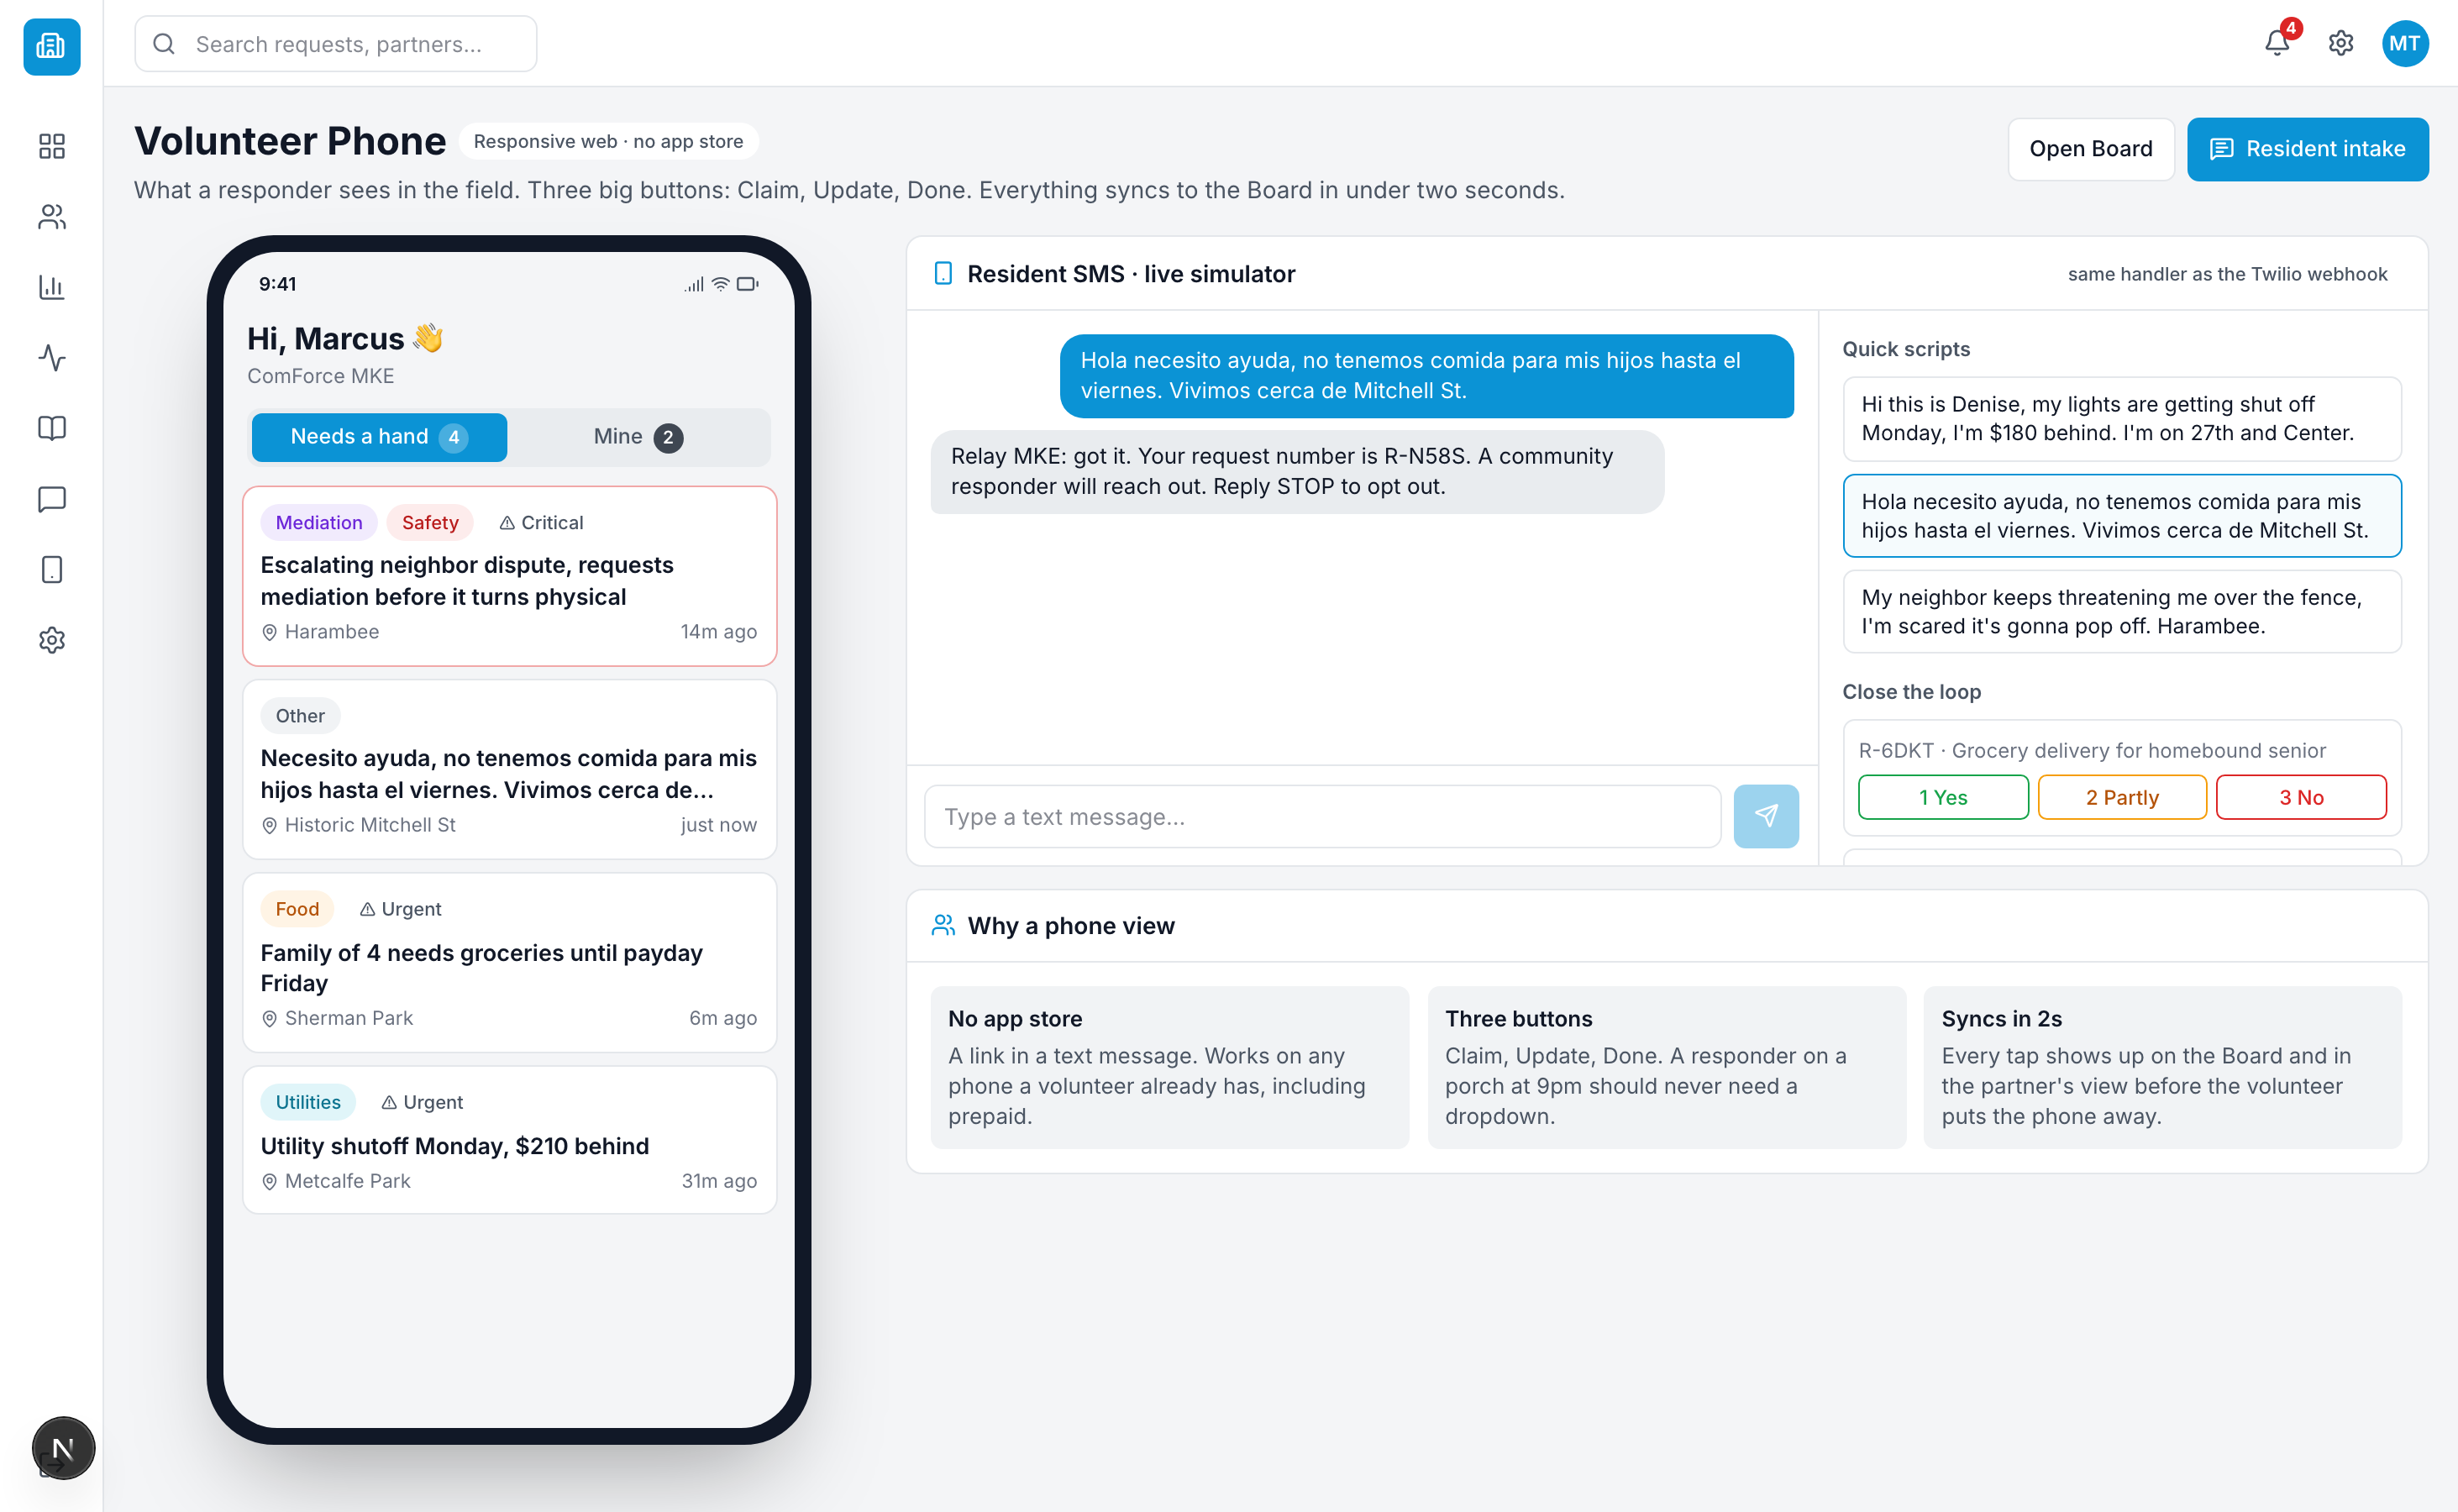 Search requests, partners...
4
MT
Volunteer Phone
Responsive web · no app store
What a responder sees in the field. Three big buttons: Claim, Update, Done. Everything syncs to the Board in under two seconds.
Open Board
Resident intake
9:41
Hi, Marcus 👋
ComForce MKE
Needs a hand 4
Mine 2
Mediation
Safety
Critical
Escalating neighbor dispute, requests
mediation before it turns physical
Harambee
14m ago
Other
Necesito ayuda, no tenemos comida para mis
hijos hasta el viernes. Vivimos cerca de...
Historic Mitchell St
just now
Food
Urgent
Family of 4 needs groceries until payday
Friday
Sherman Park
6m ago
Utilities
Urgent
Utility shutoff Monday, $210 behind
Metcalfe Park
31m ago
Resident SMS · live simulator
same handler as the Twilio webhook
Hola necesito ayuda, no tenemos comida para mis hijos hasta el
viernes. Vivimos cerca de Mitchell St.
Relay MKE: got it. Your request number is R-N58S. A community
responder will reach out. Reply STOP to opt out.
Type a text message...
Quick scripts
Hi this is Denise, my lights are getting shut off
Monday, I'm $180 behind. I'm on 27th and Center.
Hola necesito ayuda, no tenemos comida para mis
hijos hasta el viernes. Vivimos cerca de Mitchell St.
My neighbor keeps threatening me over the fence,
I'm scared it's gonna pop off. Harambee.
Close the loop
R-6DKT · Grocery delivery for homebound senior
1 Yes
2 Partly
3 No
Why a phone view
No app store
A link in a text message. Works on any
phone a volunteer already has, including
prepaid.
Three buttons
Claim, Update, Done. A responder on a
porch at 9pm should never need a
dropdown.
Syncs in 2s
Every tap shows up on the Board and in
the partner's view before the volunteer
puts the phone away.
N